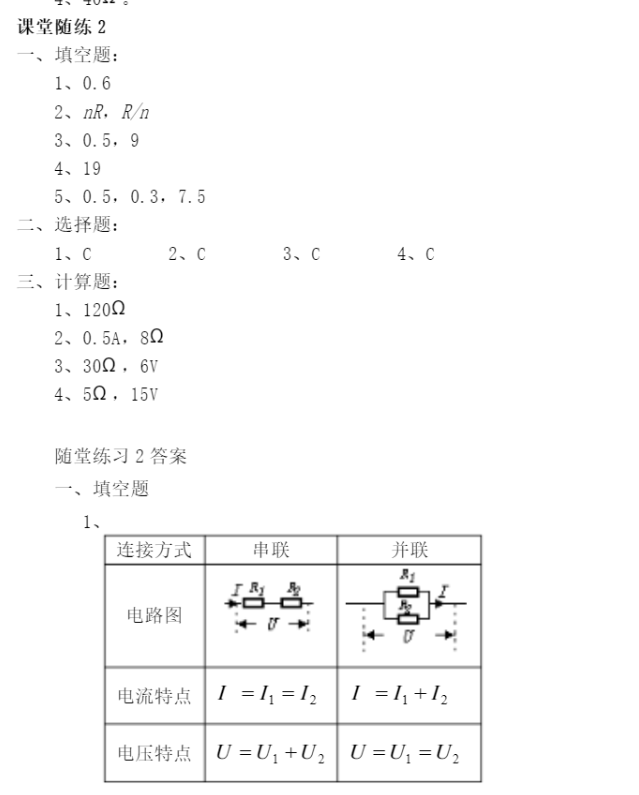 4、40Ω。
课堂随练 2
一、填空题：
1、0.6
2、nR，R/n
3、0.5，9
4、19
5、0.5，0.3，7.5
二、选择题：
1、C 2、C 3、C 4、C
三、计算题：
1、120Ω
2、0.5A，8Ω
3、30Ω，6V
4、5Ω，15V
随堂练习 2 答案
一、填空题
1、
连接方式 串联 并联
电路图 I R1 R2 U R1 I R2 U
电流特点 I =I1=I2 I =I1+I2
电压特点 U=U1+U2 U=U1=U2